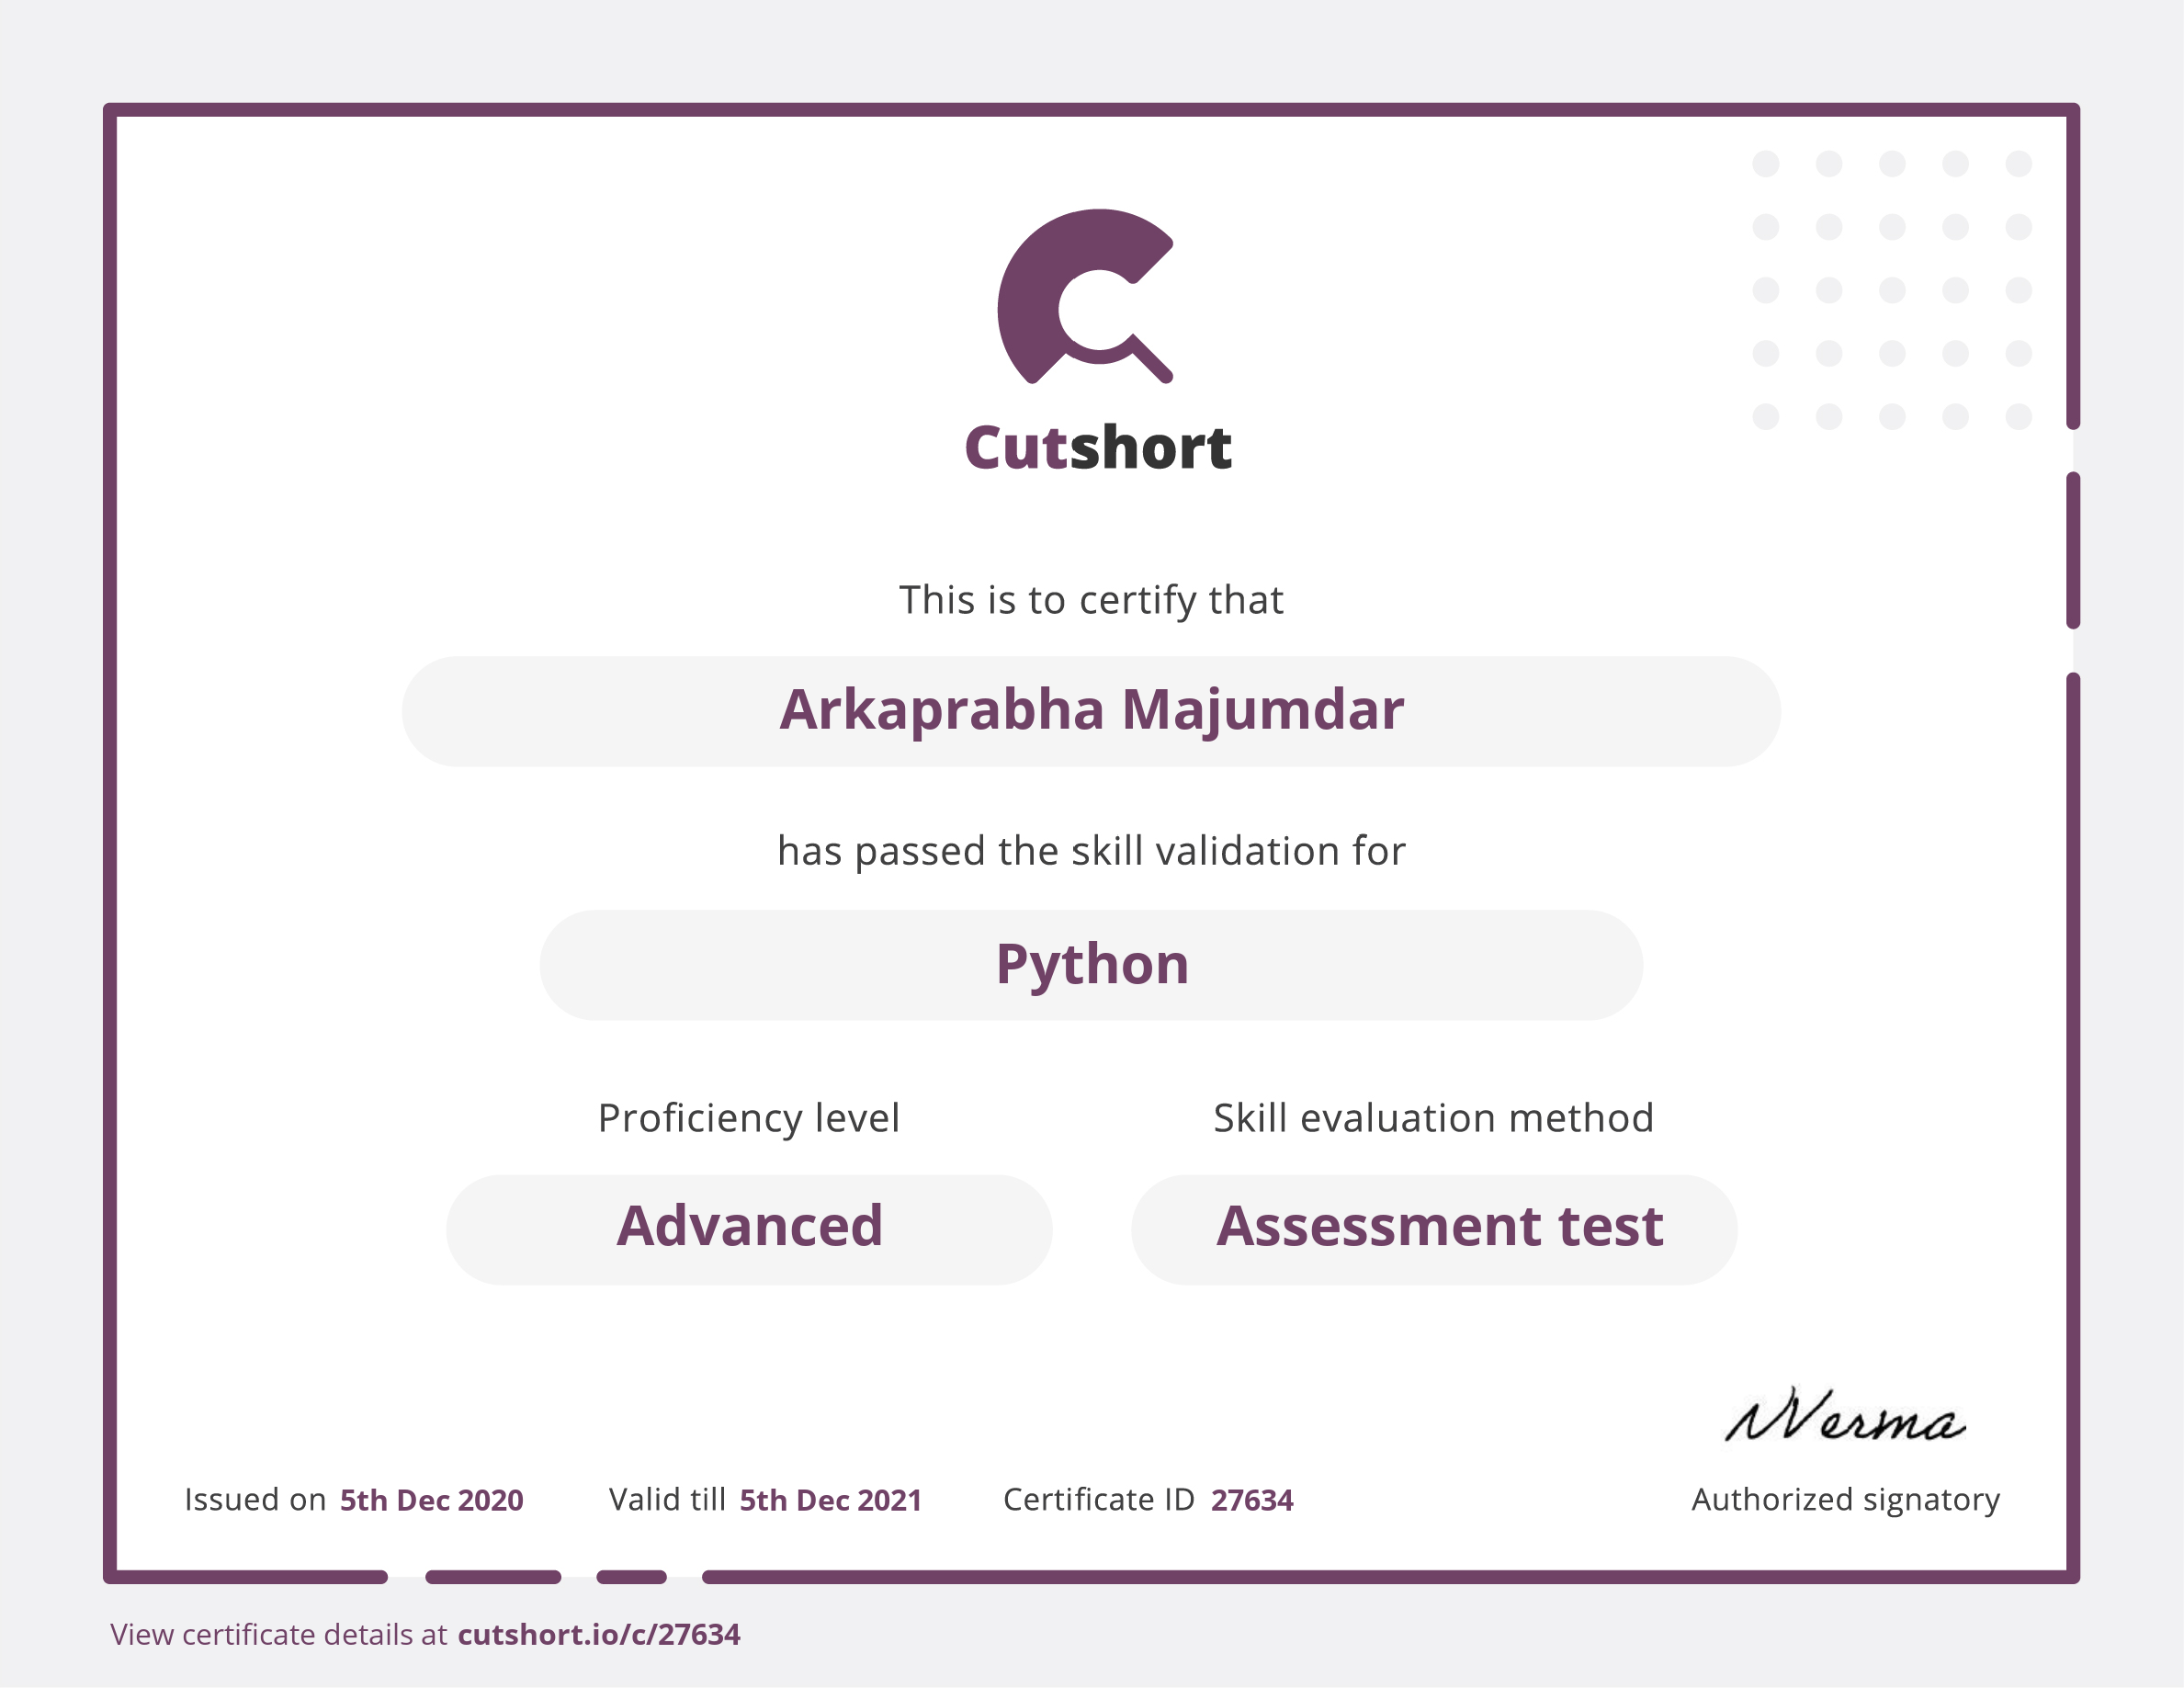 Cutshort
This is to certify that
Arkaprabha Majumdar
has passed the skill validation for
Python
Proficiency level
Advanced
Skill evaluation method
Assessment test
Issued on 5th Dec 2020
Valid till 5th Dec 2021
Certificate ID 27634
Verma
Authorized signatory
View certificate details at cutshort.io/c/27634